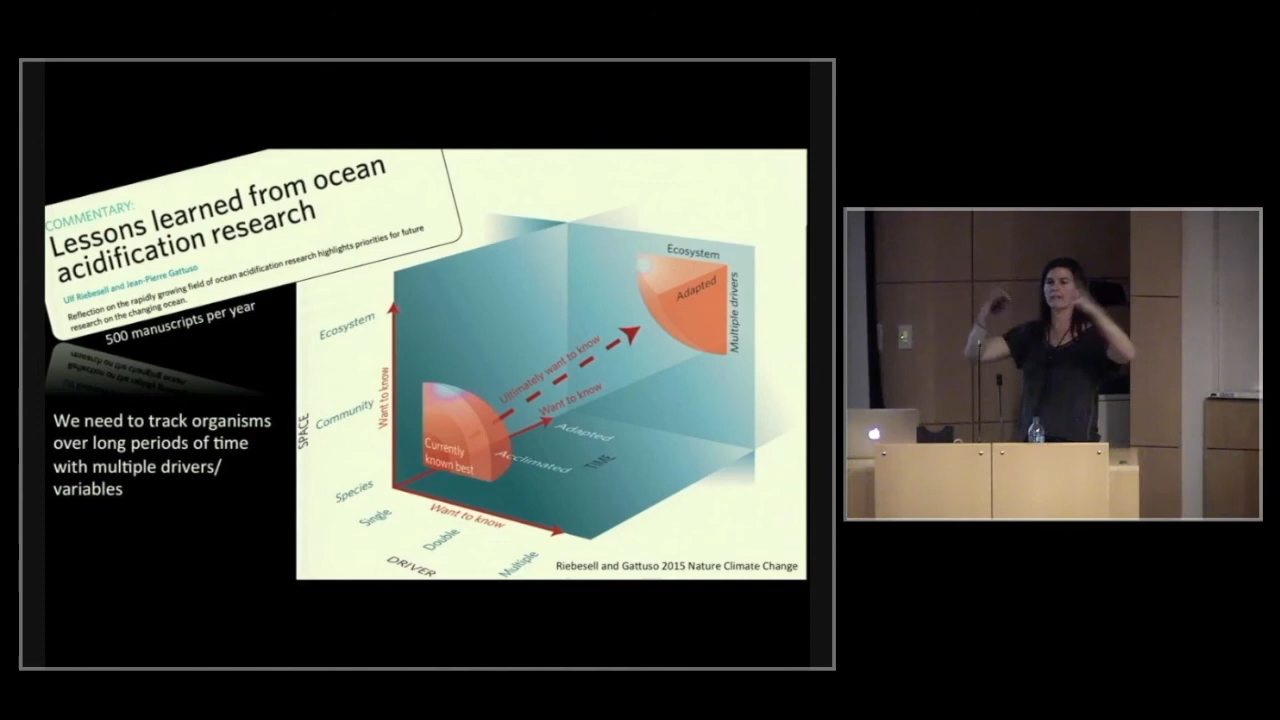 COMMENTARY:
Lessons learned from ocean
acidification research
Ulf Riebesell and Jean-Pierre Gattuso
Reflection on the rapidly growing field of ocean acidification research highlights priorities for future
research on the changing ocean.
500 manuscripts per year
We need to track organisms
over long periods of time
with multiple drivers/
variables
Ecosystem
Adapted
Multiple drivers
Ecosystem
Community
Species
SPACE
Want to know
Ultimately want to know
Want to know
Currently
known best
Adapted
Acclimated
TIME
Want to know
Single
Double
Multiple
DRIVER
Riebesell and Gattuso 2015 Nature Climate Change